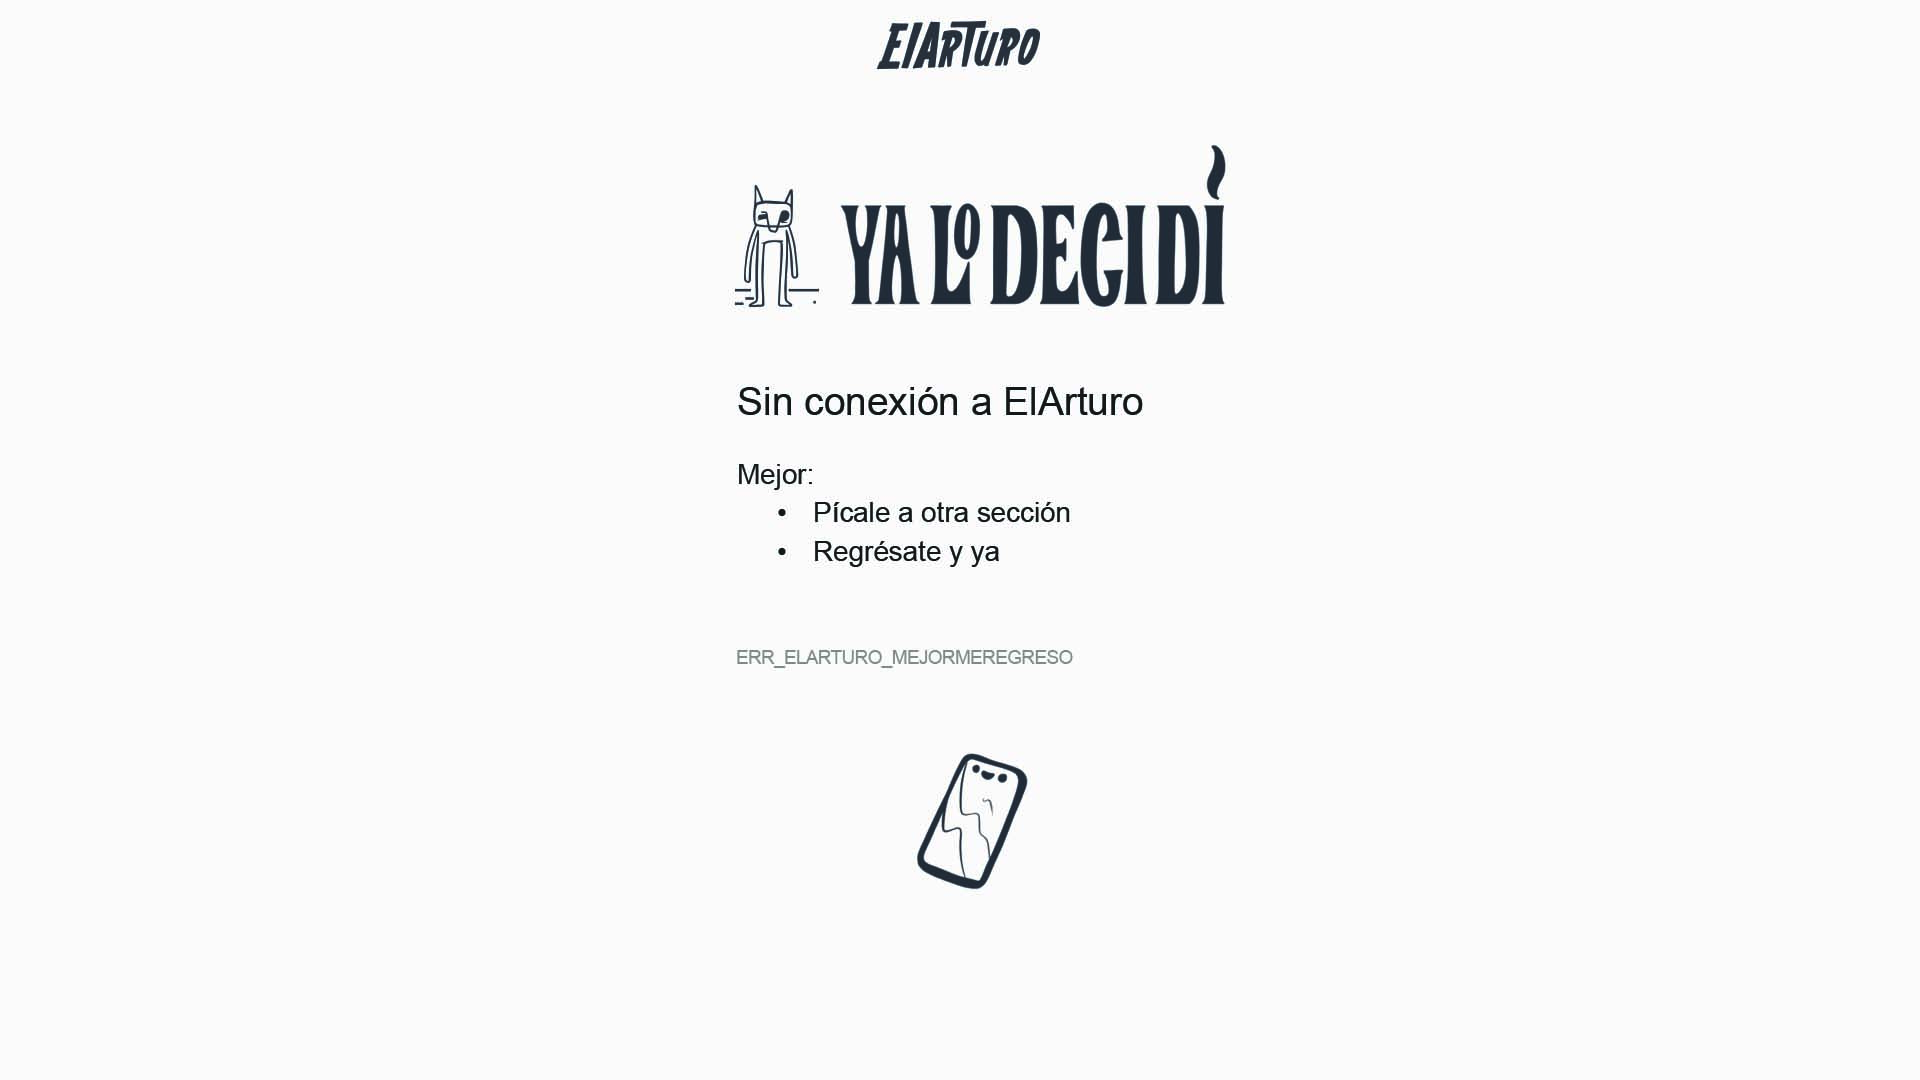 ElArTuro
YA LO DECIDÍ
Sin conexión a ElArturo
Mejor:
• Pícale a otra sección
• Regrésate y ya
ERR_ELARTURO_MEJORMEREGRESO